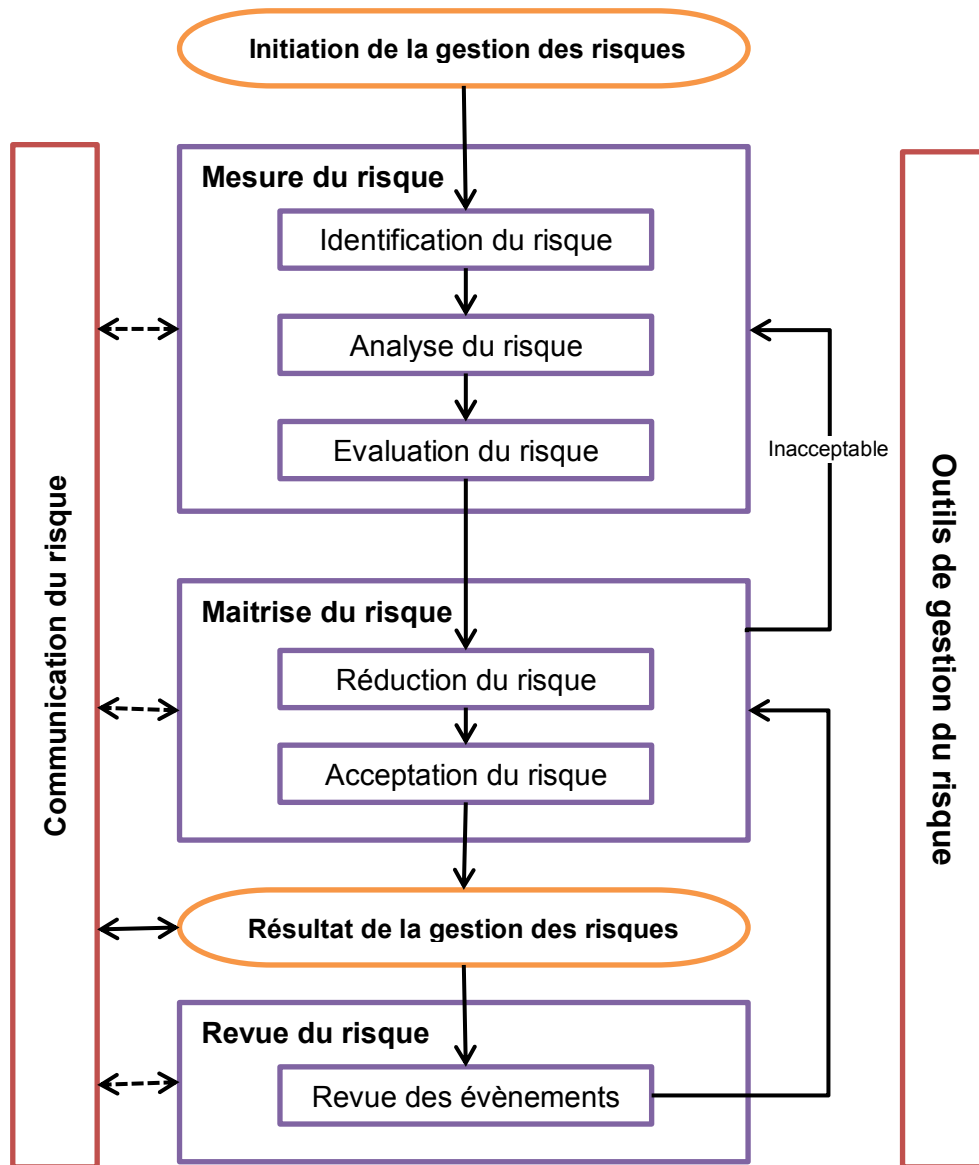 Initiation de la gestion des risques
Mesure du risque
Identification du risque
Analyse du risque
Evaluation du risque
Inacceptable
Maitrise du risque
Réduction du risque
Acceptation du risque
Résultat de la gestion des risques
Revue du risque
Revue des évènements
Communication du risque
Outils de gestion du risque